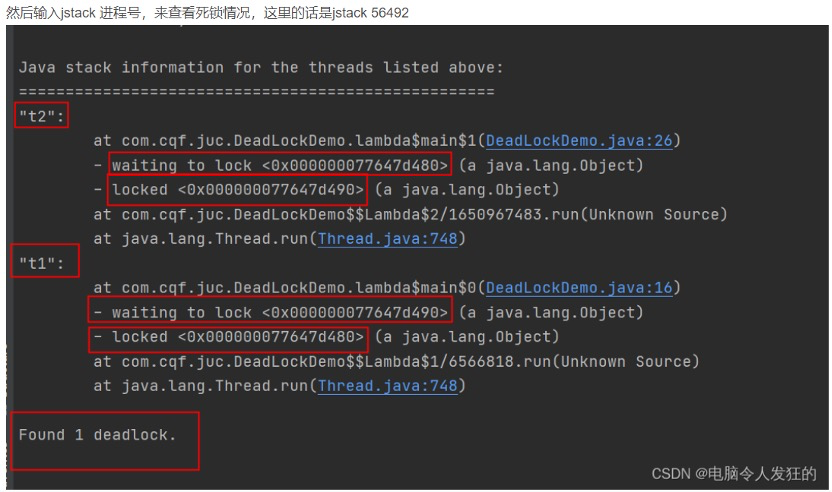 然后输入jstack 进程号，来查看死锁情况，这里的话是jstack 56492
Java stack information for the threads listed above:
===================================================
"t2":
at com.cqf.juc.DeadLockDemo.lambda$main$1(DeadLockDemo.java:26)
- waiting to lock <0x000000077647d480> (a java.lang.Object)
- locked <0x000000077647d490> (a java.lang.Object)
at com.cqf.juc.DeadLockDemo$$Lambda$2/1650967483.run(Unknown Source)
at java.lang.Thread.run(Thread.java:748)
"t1":
at com.cqf.juc.DeadLockDemo.lambda$main$0(DeadLockDemo.java:16)
- waiting to lock <0x000000077647d490> (a java.lang.Object)
- locked <0x000000077647d480> (a java.lang.Object)
at com.cqf.juc.DeadLockDemo$$Lambda$1/6566818.run(Unknown Source)
at java.lang.Thread.run(Thread.java:748)
Found 1 deadlock.
CSDN @电脑令人发狂的